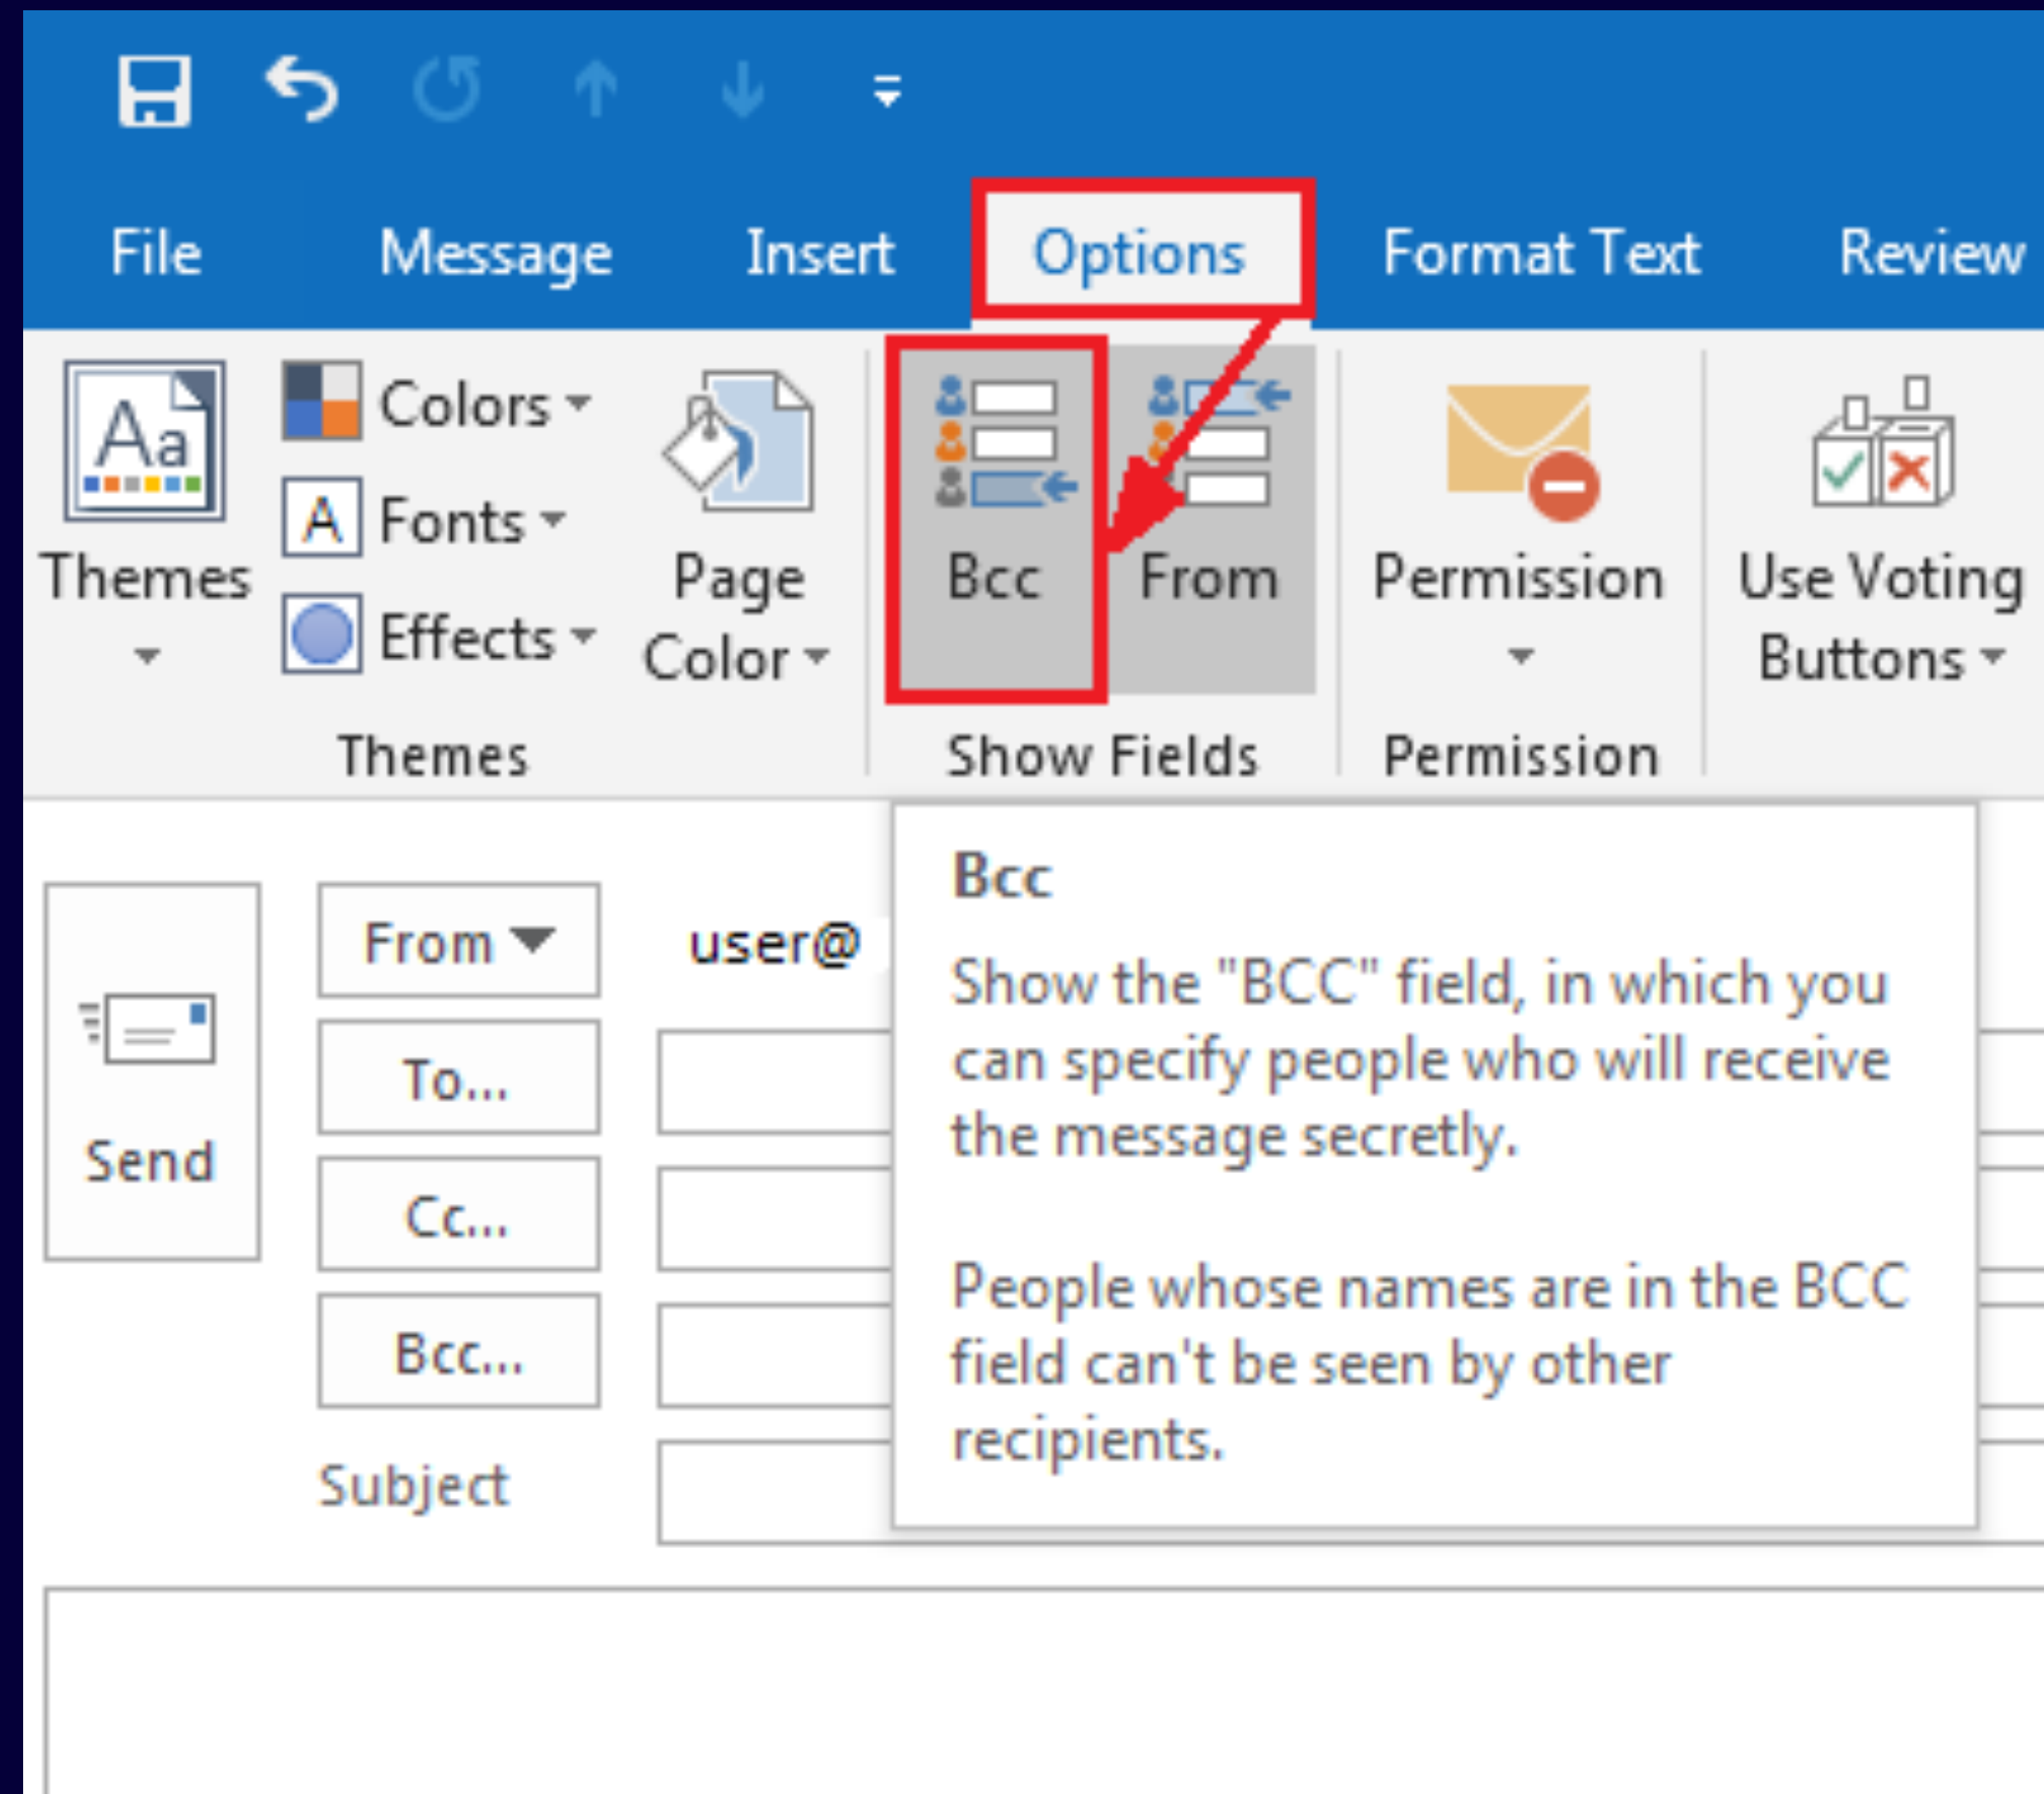 File Message Insert Options Format Text Review
Aa
Themes
Colors
A Fonts
Effects
Page
Color
Bcc
From
Permission
Use Voting
Buttons
Themes Show Fields Permission
Send
From user@
To...
Cc...
Bcc...
Subject
Bcc
Show the "BCC" field, in which you
can specify people who will receive
the message secretly.
People whose names are in the BCC
field can't be seen by other
recipients.